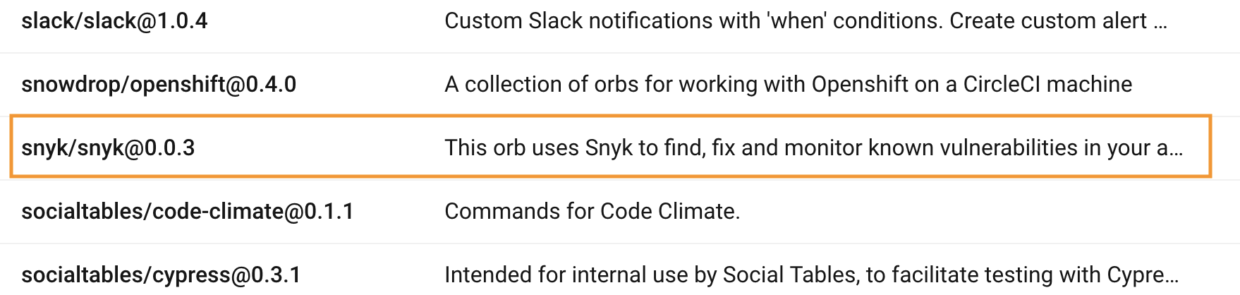 slack/slack@1.0.4 Custom Slack notifications with 'when' conditions. Create custom alert ...
snowdrop/openshift@0.4.0 A collection of orbs for working with Openshift on a CircleCI machine
snyk/snyk@0.0.3 This orb uses Snyk to find, fix and monitor known vulnerabilities in your a...
socialtables/code-climate@0.1.1 Commands for Code Climate.
socialtables/cypress@0.3.1 Intended for internal use by Social Tables, to facilitate testing with Cypre...